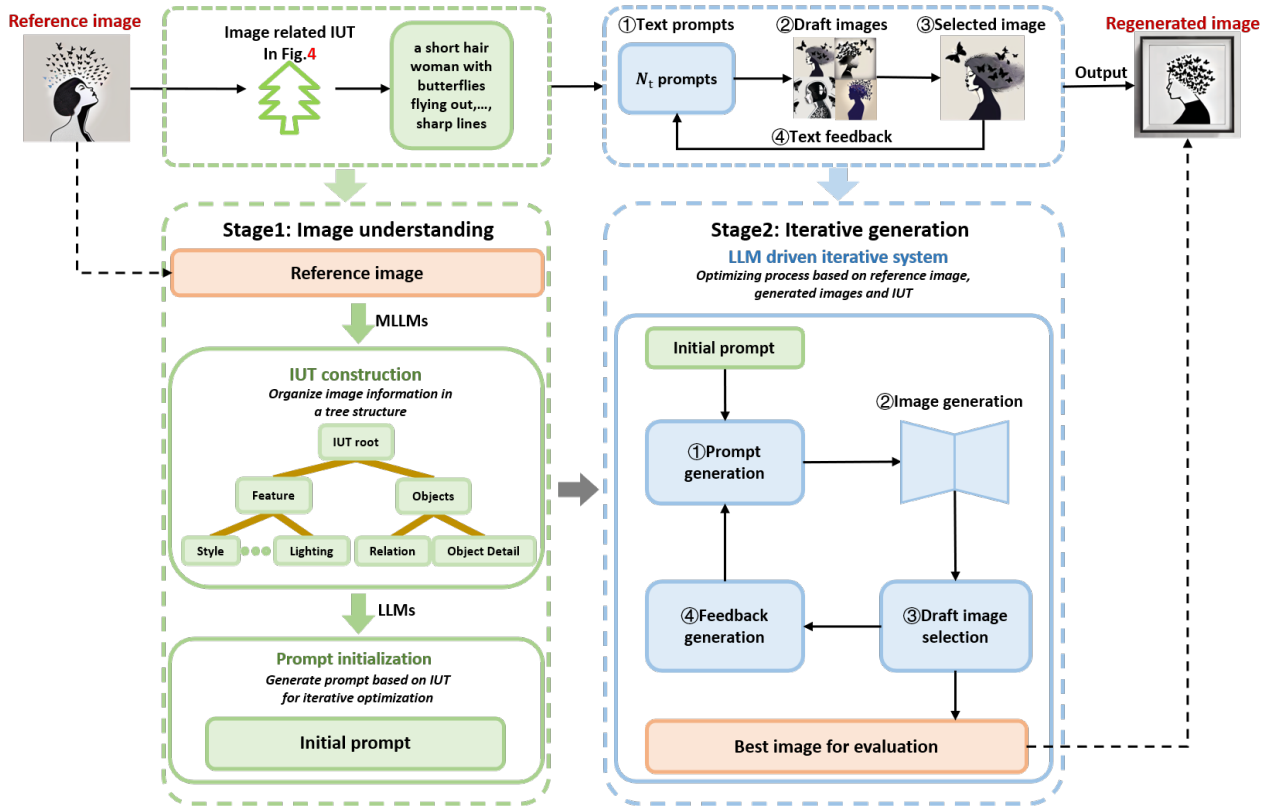 Reference image
Image related IUT
In Fig.4
a short hair
woman with
butterflies
flying out,...,
sharp lines
①Text prompts
②Draft images
③Selected image
Nt prompts
④Text feedback
Output
Regenerated image
Stage1: Image understanding
Reference image
MLLMs
IUT construction
Organize image information in
a tree structure
IUT root
Feature
Objects
Style
Lighting
Relation
Object Detail
LLMs
Prompt initialization
Generate prompt based on IUT
for iterative optimization
Initial prompt
Stage2: Iterative generation
LLM driven iterative system
Optimizing process based on reference image,
generated images and IUT
Initial prompt
①Prompt
generation
②Image generation
④Feedback
generation
③Draft image
selection
Best image for evaluation